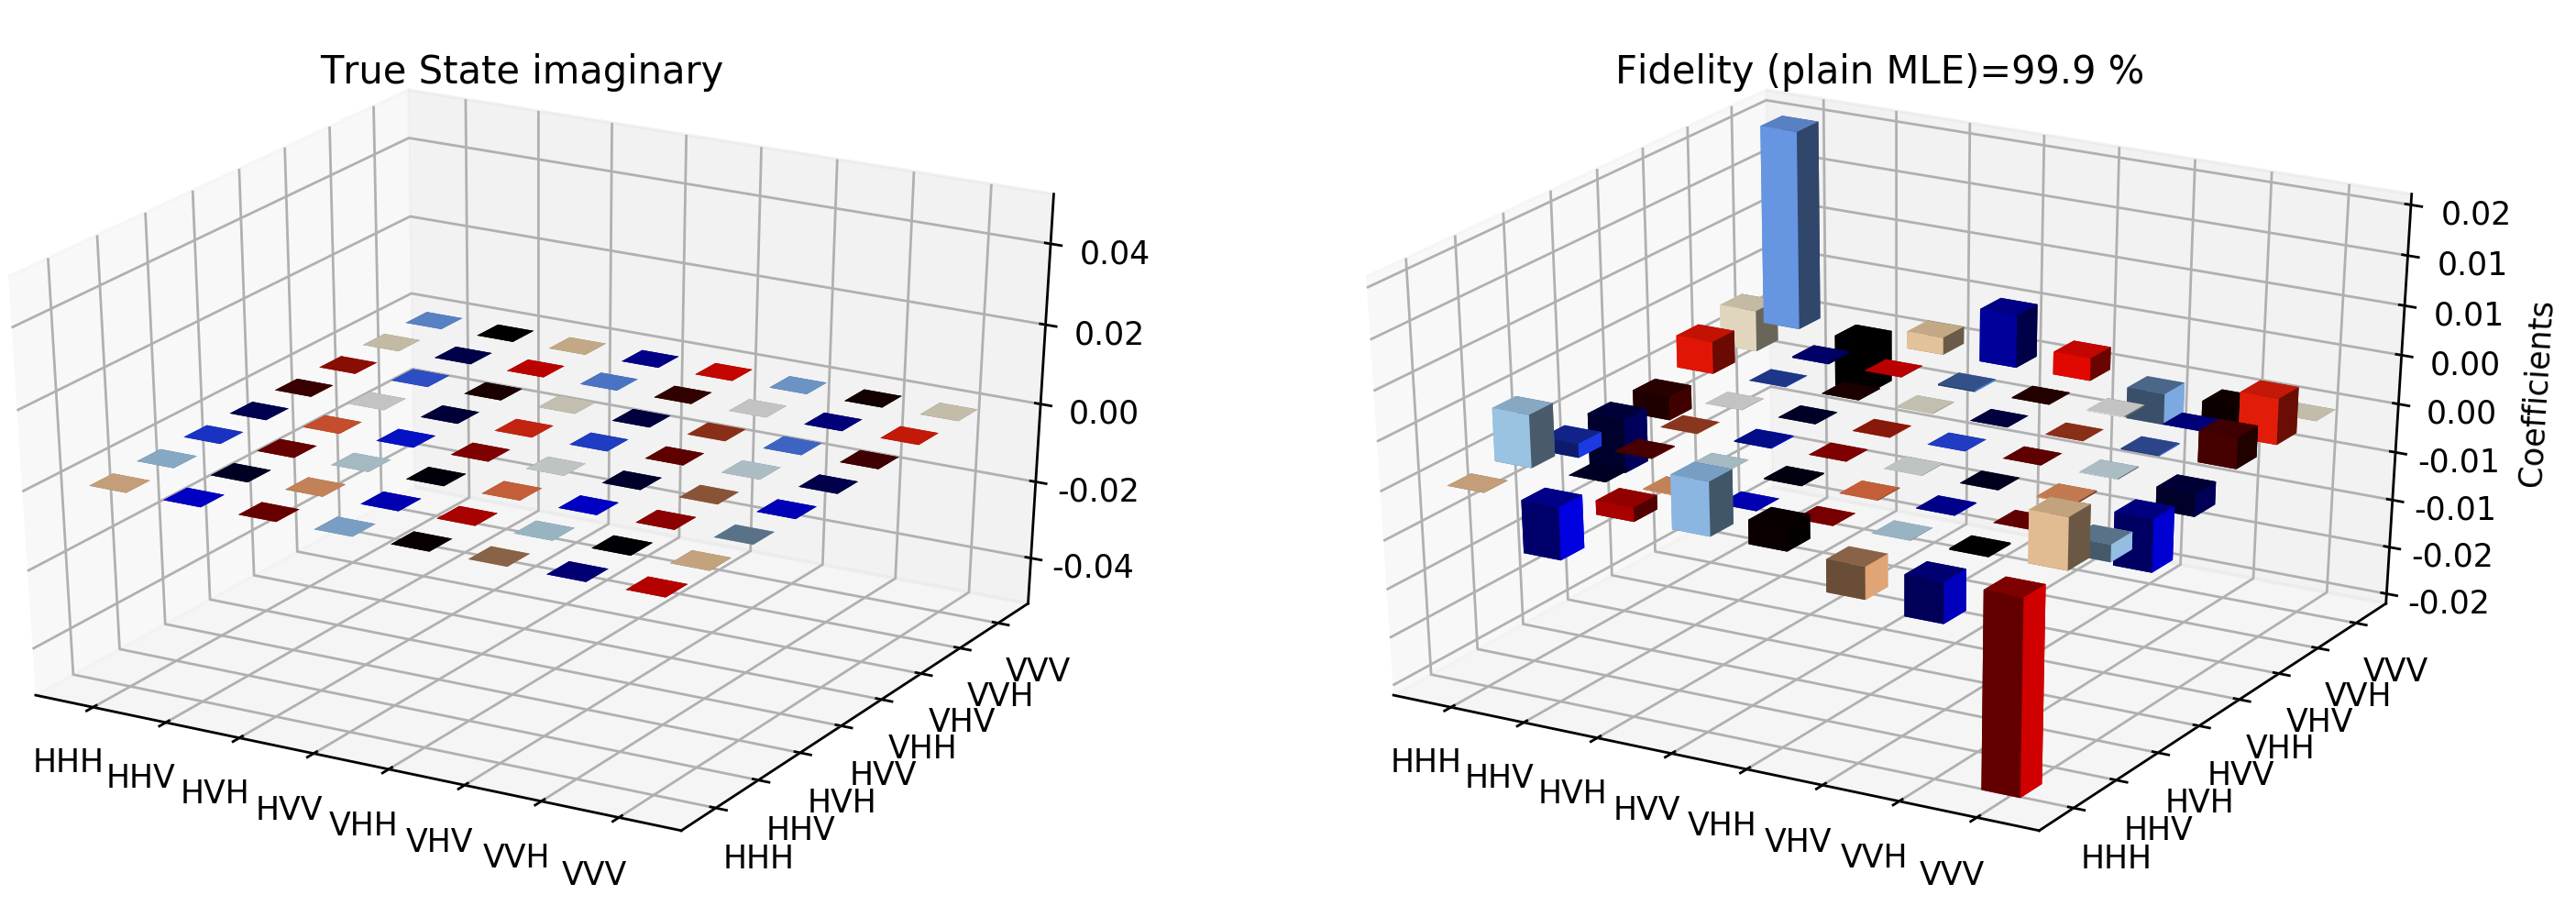 True State imaginary
0.04
0.02
0.00
-0.02
-0.04
HHH
HHV
HVH
HVV
VHH
VHV
VVH
VVV
HHH
HHV
HVH
HVV
VHH
VHV
VVH
VVV
Fidelity (plain MLE)=99.9 %
0.02
0.01
0.01
0.00
0.00
-0.01
-0.01
-0.02
-0.02
Coefficients
HHH
HHV
HVH
HVV
VHH
VHV
VVH
VVV
HHH
HHV
HVH
HVV
VHH
VHV
VVH
VVV